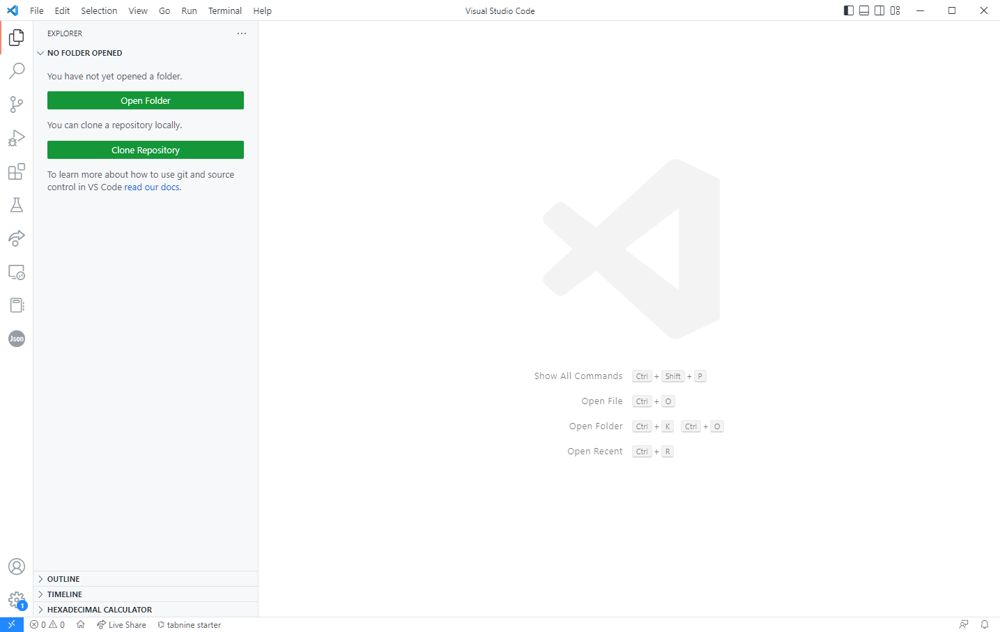 File Edit Selection View Go Run Terminal Help
Visual Studio Code
EXPLORER
NO FOLDER OPENED
You have not yet opened a folder.
Open Folder
You can clone a repository locally.
Clone Repository
To learn more about how to use git and source
control in VS Code read our docs.
Json
Show All Commands Ctrl + Shift + P
Open File Ctrl + O
Open Folder Ctrl + K Ctrl + O
Open Recent Ctrl + R
OUTLINE
TIMELINE
1
HEXADECIMAL CALCULATOR
0 0 Live Share tabnine starter